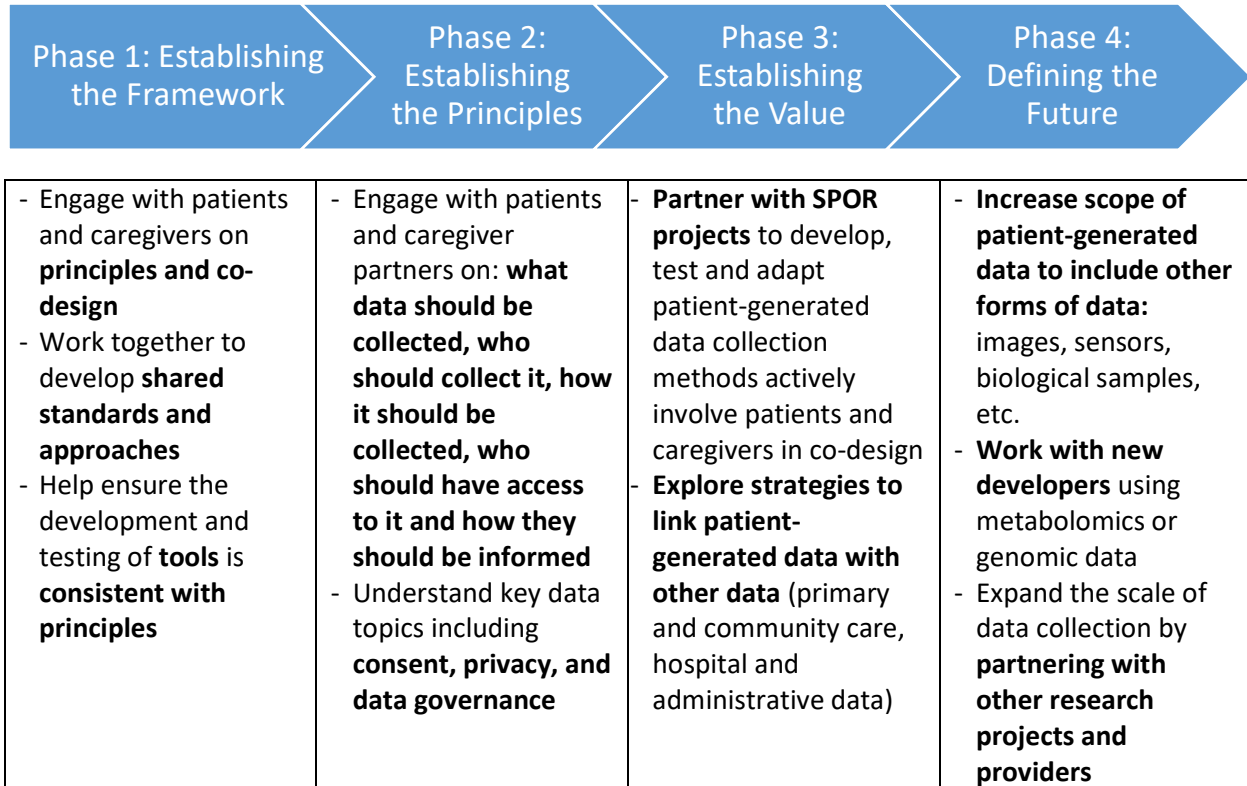 Phase 1: Establishing
the Framework
Phase 2:
Establishing
the Principles
Phase 3:
Establishing
the Value
Phase 4:
Defining the
Future
- Engage with patients
and caregivers on
principles and co-
design
- Work together to
develop shared
standards and
approaches
- Help ensure the
development and
testing of tools is
consistent with
principles
- Engage with patients
and caregiver
partners on: what
data should be
collected, who
should collect it, how
it should be
collected, who
should have access
to it and how they
should be informed
- Understand key data
topics including
consent, privacy, and
data governance
- Partner with SPOR
projects to develop,
test and adapt
patient-generated
data collection
methods actively
involve patients and
caregivers in co-design
- Explore strategies to
link patient-
generated data with
other data (primary
and community care,
hospital and
administrative data)
- Increase scope of
patient-generated
data to include other
forms of data:
images, sensors,
biological samples,
etc.
- Work with new
developers using
metabolomics or
genomic data
- Expand the scale of
data collection by
partnering with
other research
projects and
providers